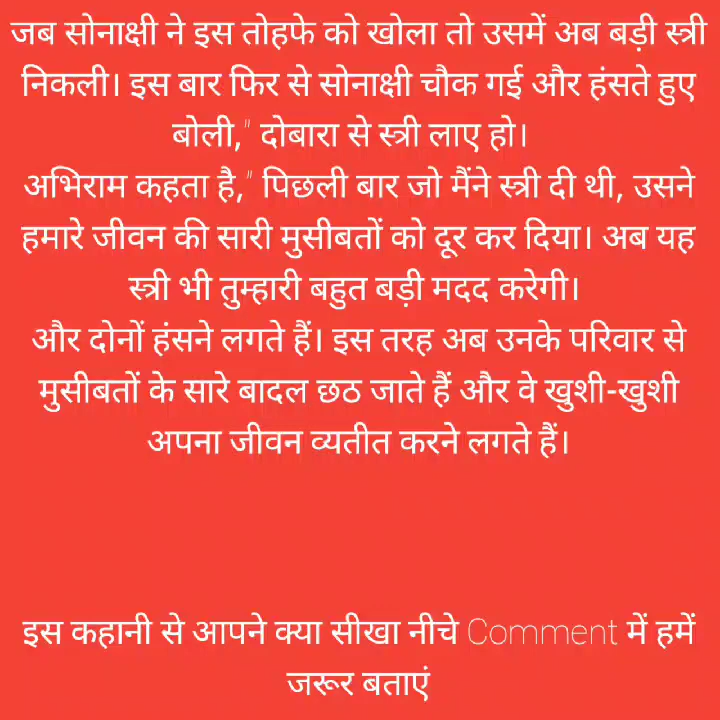 जब सोनाक्षी ने इस तोहफे को खोला तो उसमें अब बड़ी स्त्री
निकली। इस बार फिर से सोनाक्षी चौक गई और हंसते हुए
बोली," दोबारा से स्त्री लाए हो।
अभिराम कहता है," पिछली बार जो मैंने स्त्री दी थी, उसने
हमारे जीवन की सारी मुसीबतों को दूर कर दिया। अब यह
स्त्री भी तुम्हारी बहुत बड़ी मदद करेगी।
और दोनों हंसने लगते हैं। इस तरह अब उनके परिवार से
मुसीबतों के सारे बादल छठ जाते हैं और वे खुशी-खुशी
अपना जीवन व्यतीत करने लगते हैं।
इस कहानी से आपने क्या सीखा नीचे Comment में हमें
जरूर बताएं